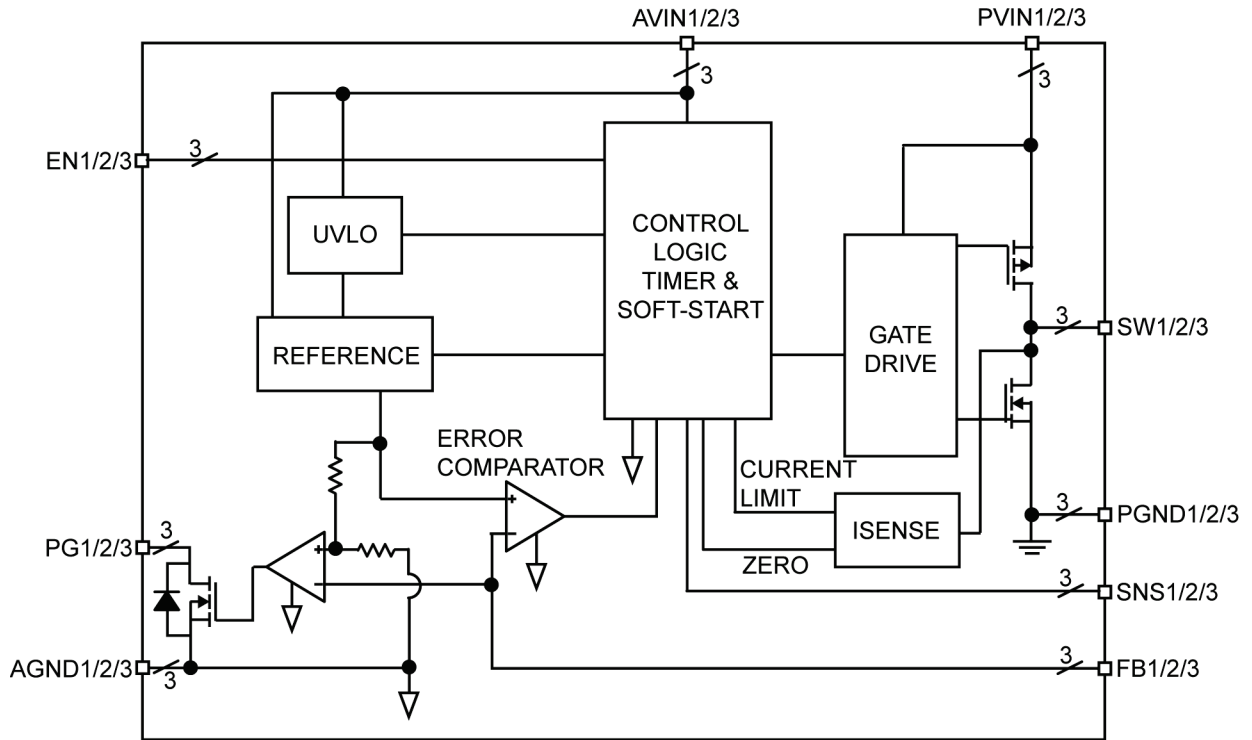 AVIN1/2/3
PVIN1/2/3
3
3
EN1/2/3
3
UVLO
CONTROL
LOGIC
TIMER &
SOFT-START
REFERENCE
GATE
DRIVE
3
SW1/2/3
ERROR
COMPARATOR
+
−
CURRENT
LIMIT
ISENSE
ZERO
3
PGND1/2/3
PG1/2/3
3
+
−
3
SNS1/2/3
AGND1/2/3
3
3
FB1/2/3